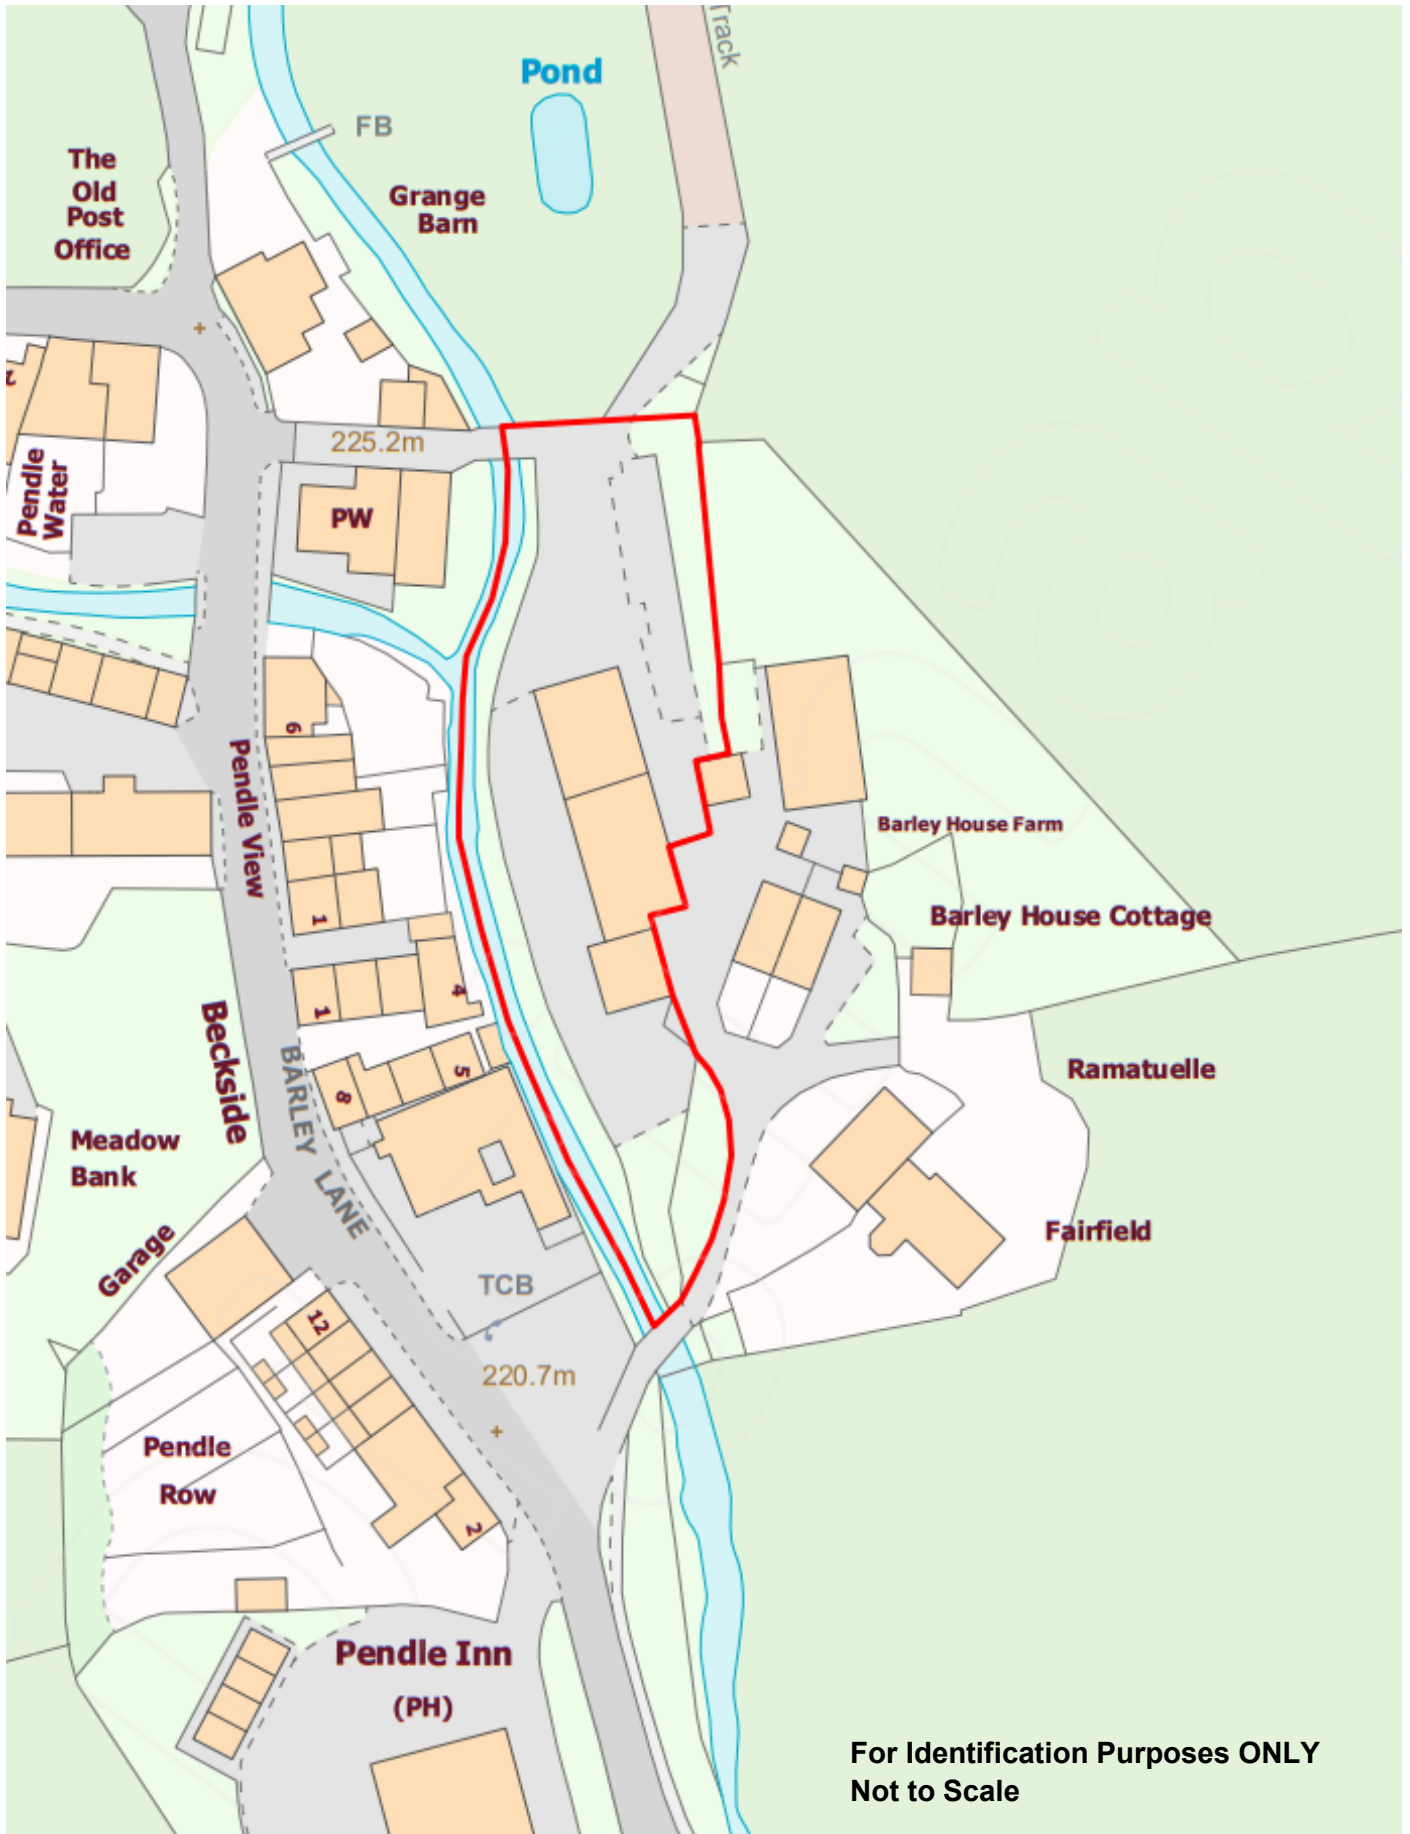 Track
Pond
FB
The
Old
Post
Office
Grange
Barn
225.2m
Pendle
Water
PW
6
Pendle View
1
Barley House Farm
Barley House Cottage
1
4
Beckside
BARLEY LANE
5
8
Ramatuelle
Meadow
Bank
Garage
Fairfield
TCB
12
220.7m
Pendle
Row
2
Pendle Inn
(PH)
For Identification Purposes ONLY
Not to Scale